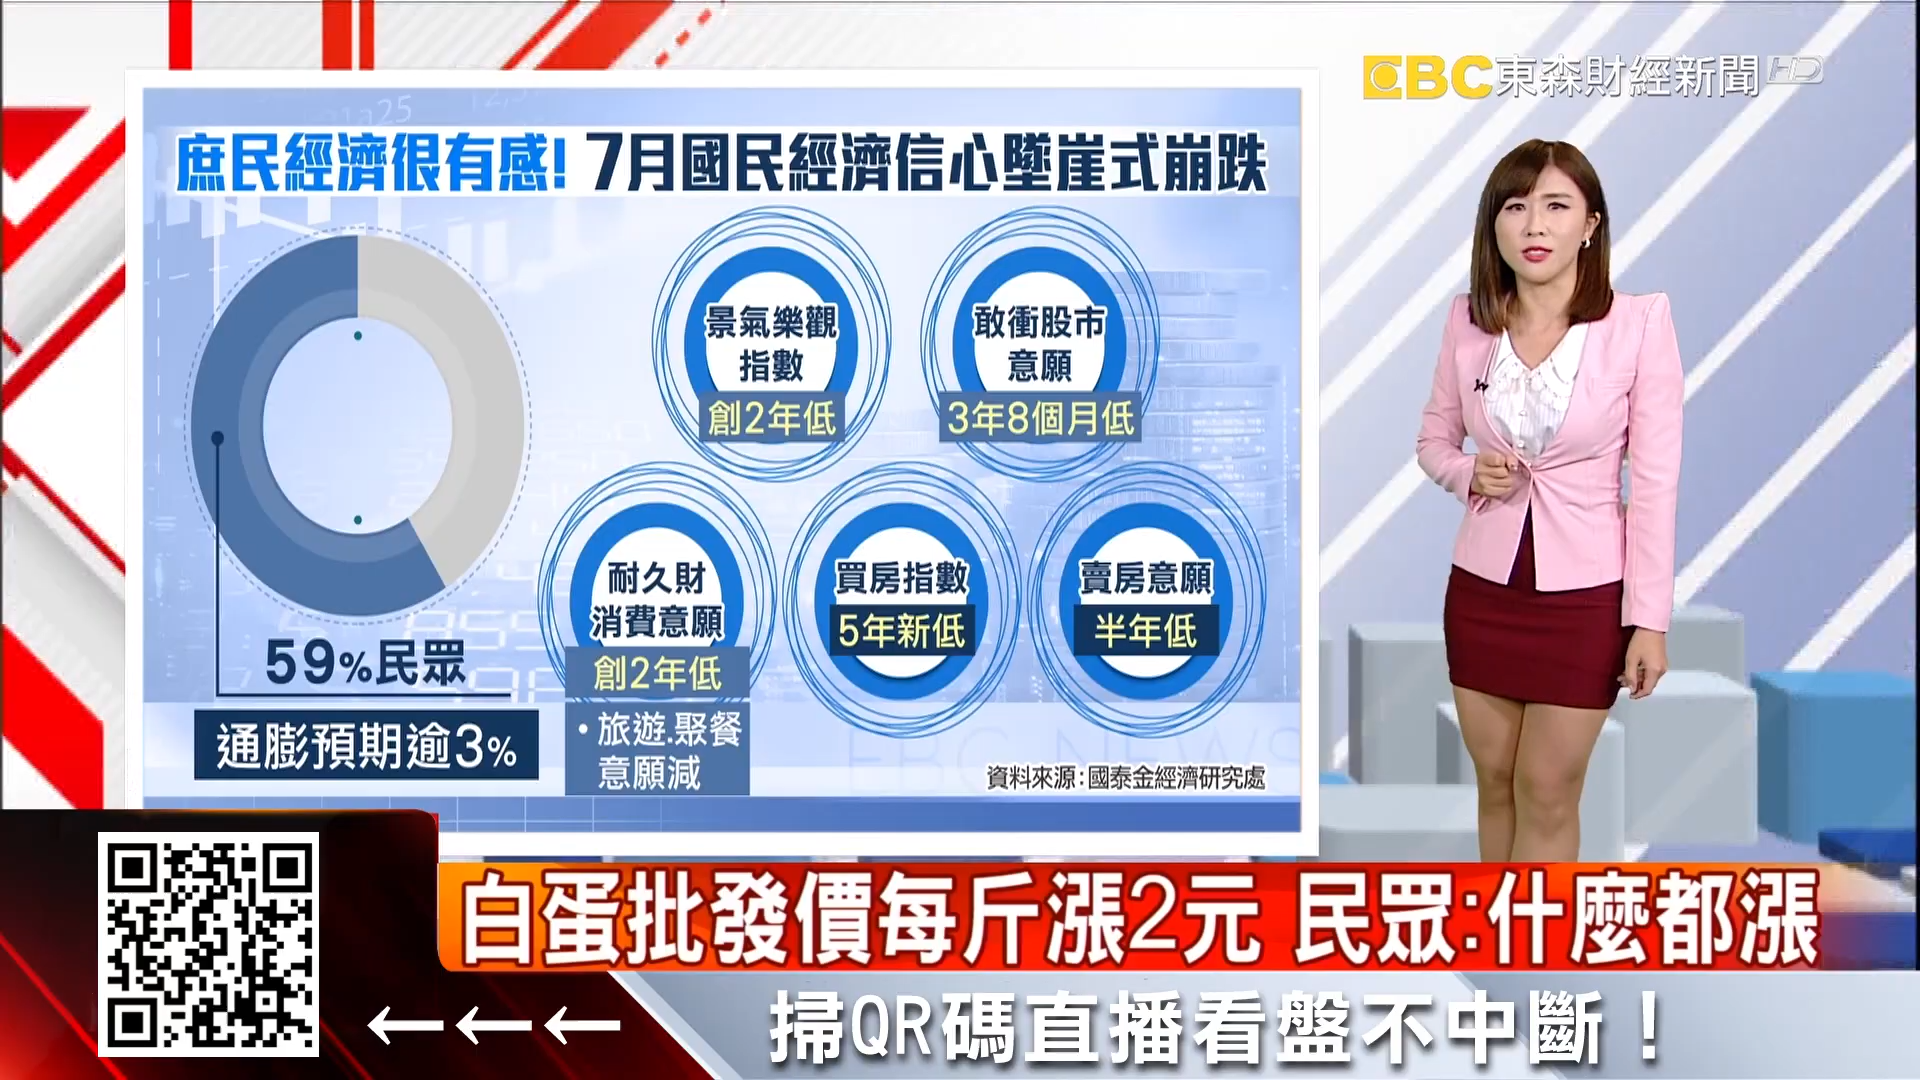 EBC東森財經新聞HD
庶民經濟很有感! 7月國民經濟信心墜崖式崩跌
景氣樂觀
指數
創2年低
敢衝股市
意願
3年8個月低
耐久財
消費意願
創2年低
•旅遊.聚餐
意願減
買房指數
5年新低
賣房意願
半年低
59%民眾
通膨預期逾3%
EBC NEWS
資料來源:國泰金經濟研究處
白蛋批發價每斤漲2元 民眾:什麼都漲
←←← 掃QR碼直播看盤不中斷!